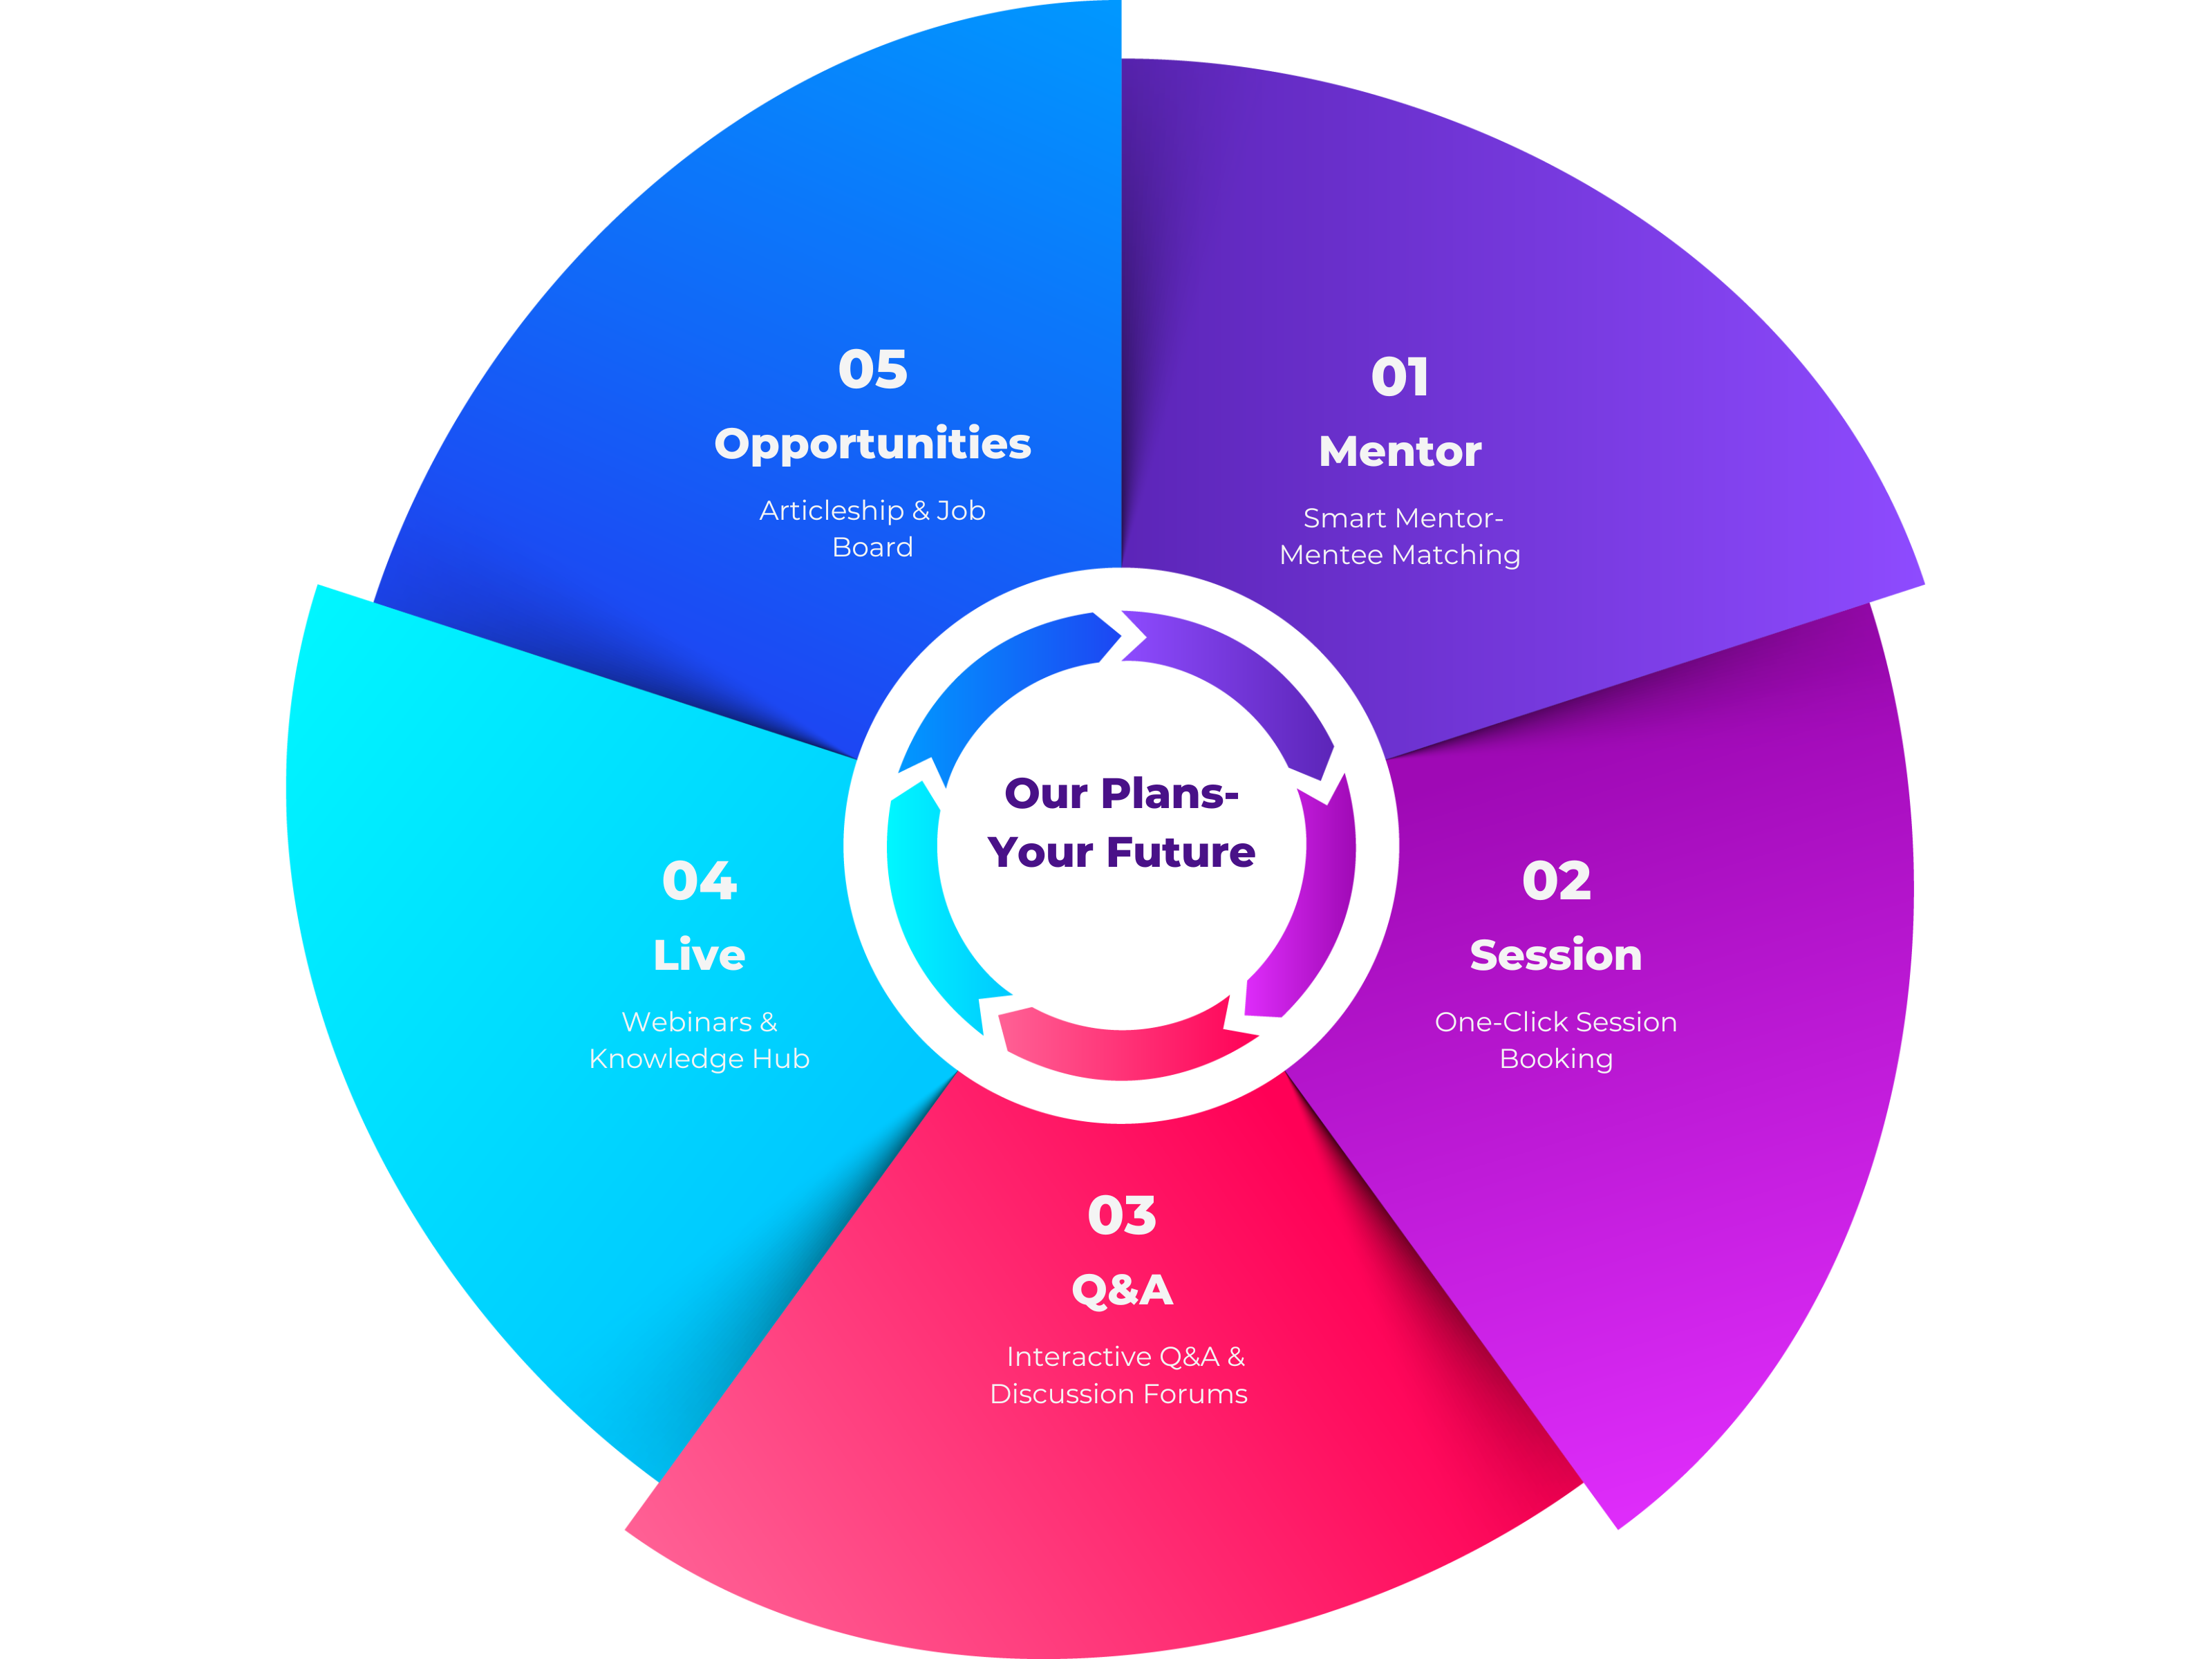 Our Plans-
Your Future
01
Mentor
Smart Mentor-
Mentee Matching
02
Session
One-Click Session
Booking
03
Q&A
Interactive Q&A &
Discussion Forums
04
Live
Webinars &
Knowledge Hub
05
Opportunities
Articleship & Job
Board